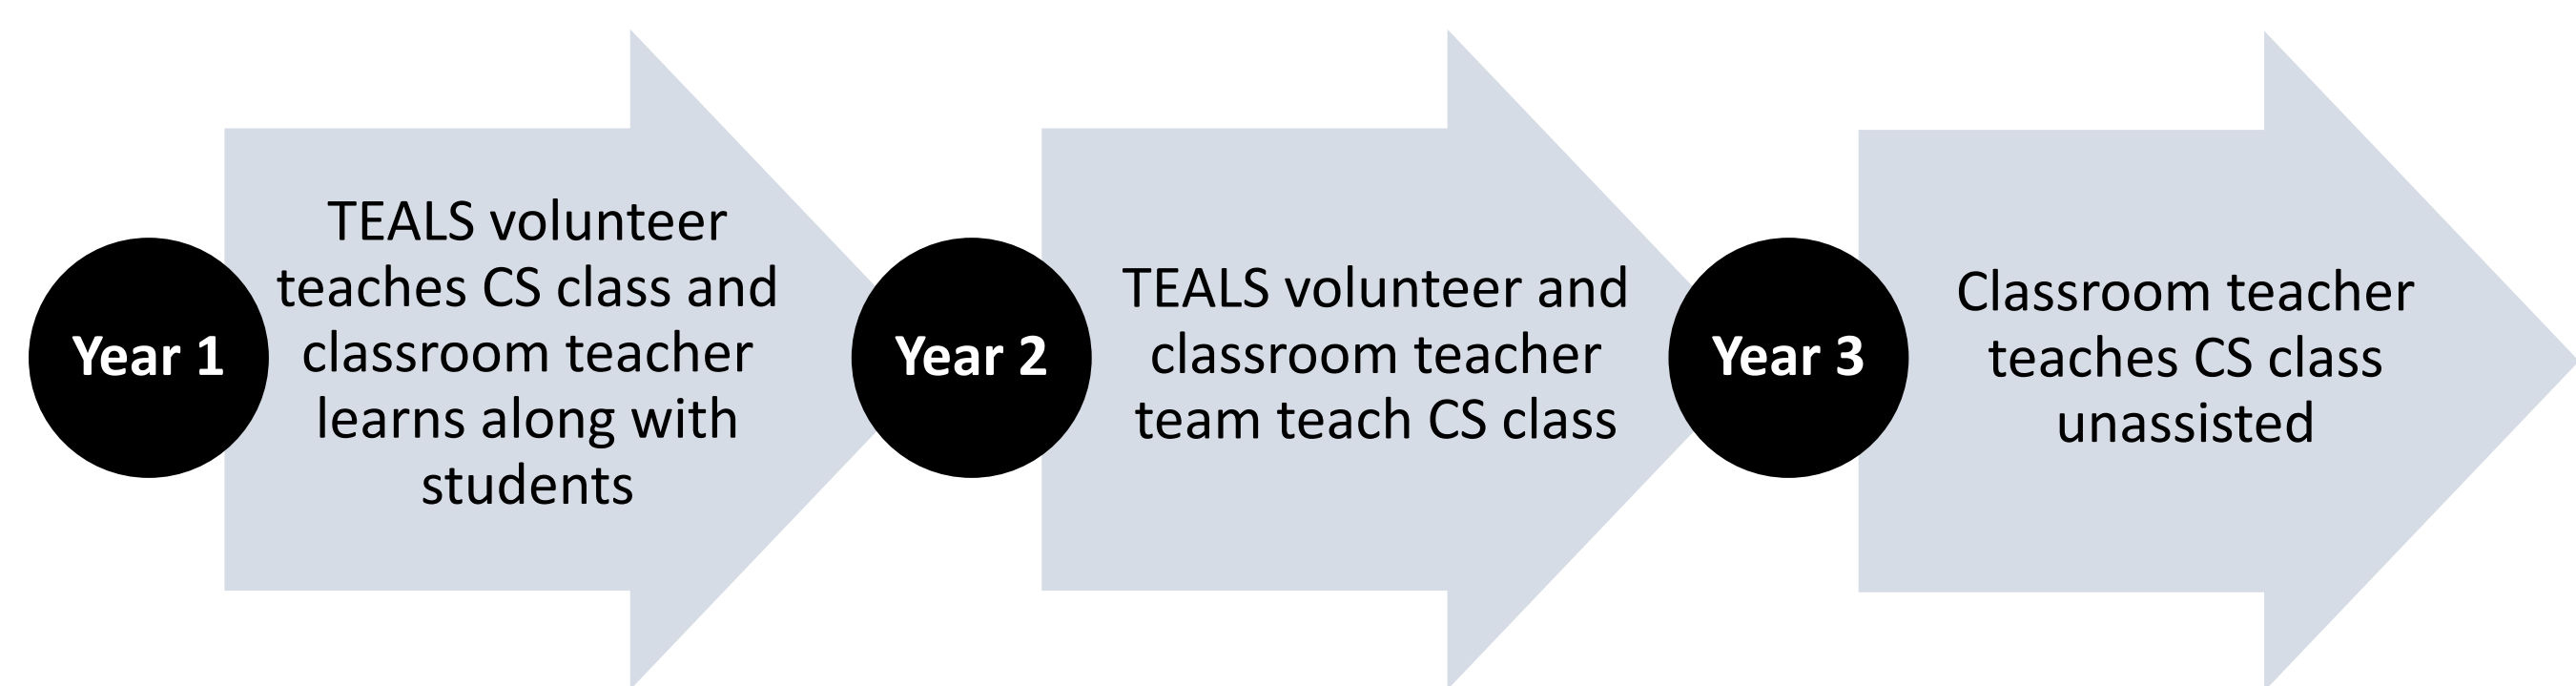 Year 1
TEALS volunteer
teaches CS class and
classroom teacher
learns along with
students
Year 2
TEALS volunteer and
classroom teacher
team teach CS class
Year 3
Classroom teacher
teaches CS class
unassisted